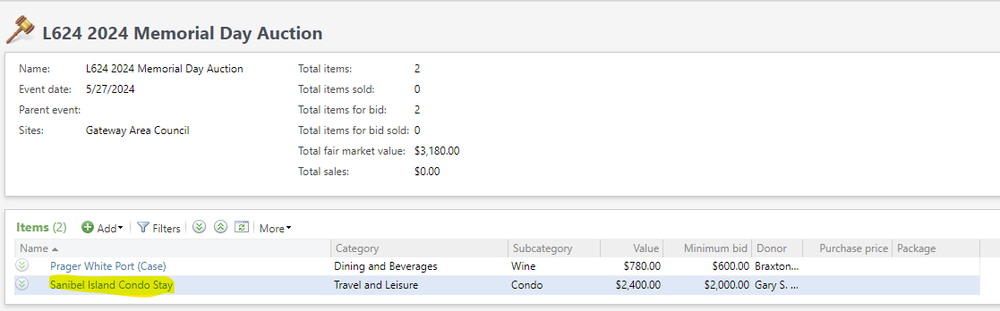 L624 2024 Memorial Day Auction
Name: L624 2024 Memorial Day Auction Total items: 2
Event date: 5/27/2024 Total items sold: 0
Parent event: Total items for bid: 2
Sites: Gateway Area Council Total items for bid sold: 0
Total fair market value: $3,180.00
Total sales: $0.00
Items (2) Add Filters More
Name Category Subcategory Value Minimum bid Donor Purchase price Package
Prager White Port (Case) Dining and Beverages Wine $780.00 $600.00 Braxton...
Sanibel Island Condo Stay Travel and Leisure Condo $2,400.00 $2,000.00 Gary S. ...